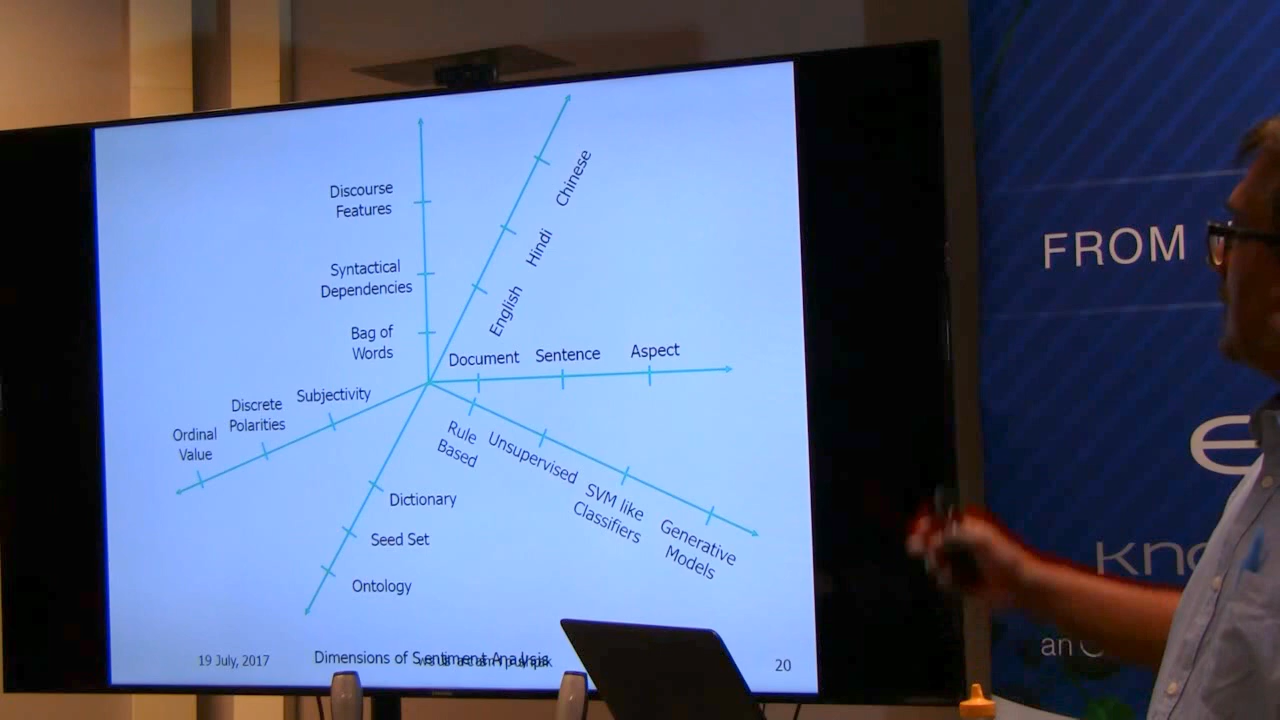 Discourse
Features
Syntactical
Dependencies
Bag of
Words
Chinese
Hindi
English
Document
Sentence
Aspect
Subjectivity
Discrete
Polarities
Ordinal
Value
Rule
Based
Unsupervised
SVM like
Classifiers
Generative
Models
Dictionary
Seed Set
Ontology
19 July, 2017
Dimensions of Sentiment Analysis
20
FROM
an